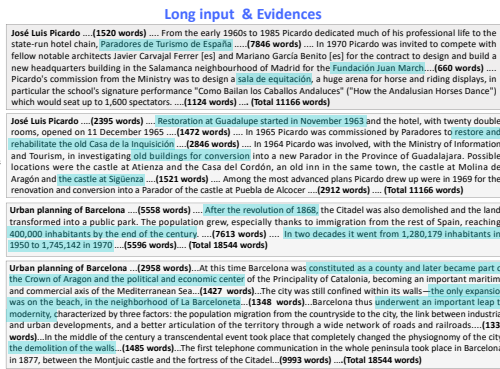 Long input & Evidences
José Luis Picardo ....(1520 words) .... From the early 1960s to 1985 Picardo dedicated much of his professional life to the
state-run hotel chain, Paradores de Turismo de España .....(7846 words) .... In 1970 Picardo was invited to compete with
fellow notable architects Javier Carvajal Ferrer [es] and Mariano García Benito [es] for the contract to design and build a
new headquarters building in the Salamanca neighbourhood of Madrid for the Fundación Juan March....(660 words) ....
Picardo's commission from the Ministry was to design a sala de equitación, a huge arena for horse and riding displays, in
particular the school's signature performance "Como Bailan los Caballos Andaluces" ("How the Andalusian Horses Dance")
which would seat up to 1,600 spectators. ....(1124 words) .... (Total 11166 words)
José Luis Picardo ....(2395 words) .... Restoration at Guadalupe started in November 1963 and the hotel, with twenty double
rooms, opened on 11 December 1965 ....(1472 words) .... In 1965 Picardo was commissioned by Paradores to restore and
rehabilitate the old Casa de la Inquisición ....(2846 words) .... In 1964 Picardo was involved, with the Ministry of Information
and Tourism, in investigating old buildings for conversion into a new Parador in the Province of Guadalajara. Possible
locations were the castle at Atienza and the Casa del Cordón, an old inn in the same town, the castle at Molina de
Aragón and the castle at Sigüenza ....(1521 words) .... Among the most advanced plans Picardo drew up were in 1969 for the
renovation and conversion into a Parador of the castle at Puebla de Alcocer ....(2912 words) .... (Total 11166 words)
Urban planning of Barcelona ....(5558 words) .... After the revolution of 1868, the Citadel was also demolished and the land
transformed into a public park. The population grew, especially thanks to immigration from the rest of Spain, reaching
400,000 inhabitants by the end of the century. ....(7613 words) .... In two decades it went from 1,280,179 inhabitants in
1950 to 1,745,142 in 1970 ....(5596 words).... (Total 18544 words)
Urban planning of Barcelona ...(2958 words)...At this time Barcelona was constituted as a county and later became part o
the Crown of Aragon and the political and economic center of the Principality of Catalonia, becoming an important maritim
and commercial axis of the Mediterranean Sea...(1427 words)...The city was still confined within its walls—the only expansio
was on the beach, in the neighborhood of La Barceloneta...(1348 words)...Barcelona thus underwent an important leap t
modernity, characterized by three factors: the population migration from the countryside to the city, the link between industria
and urban developments, and a better articulation of the territory through a wide network of roads and railroads....(133
words)...In the middle of the century a transcendental event took place that completely changed the physiognomy of the city
the demolition of the walls...(1485 words)...The first telephone communication in the whole peninsula took place in Barcelona
in 1877, between the Montjuic castle and the fortress of the Citadel...(9993 words) ....(Total 18544 words)